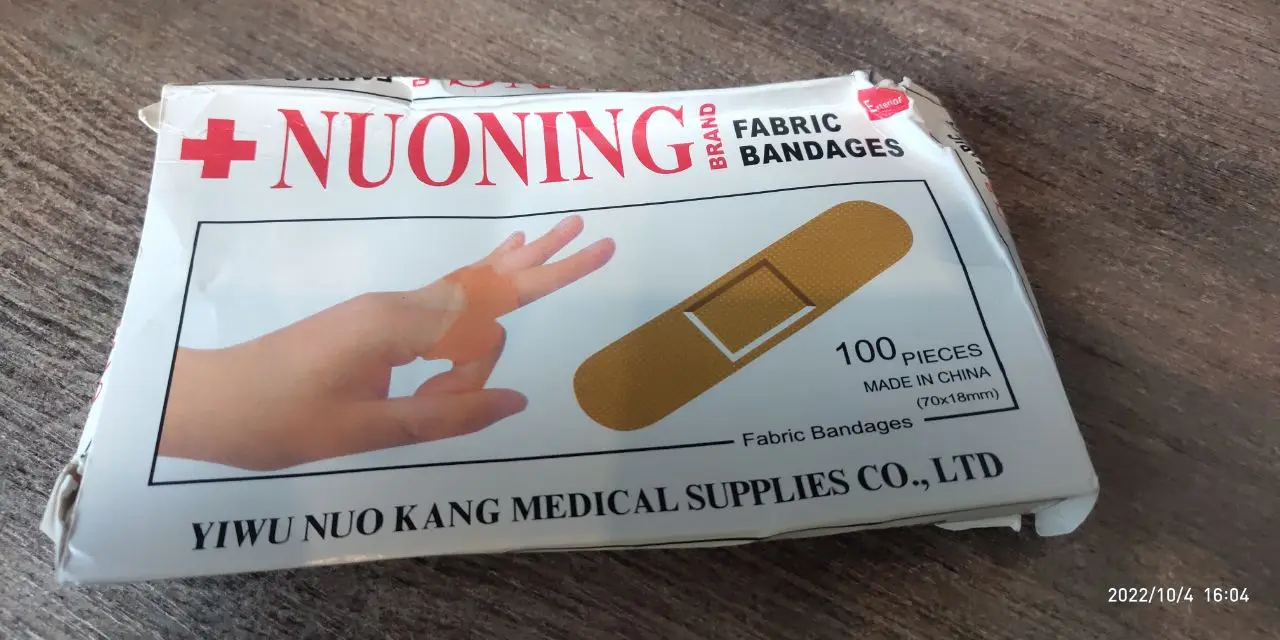 NUONING BRAND FABRIC BANDAGES
Exterior
100 PIECES
MADE IN CHINA
(70x18mm)
Fabric Bandages
YIWU NUO KANG MEDICAL SUPPLIES CO., LTD
2022/10/4 16:04